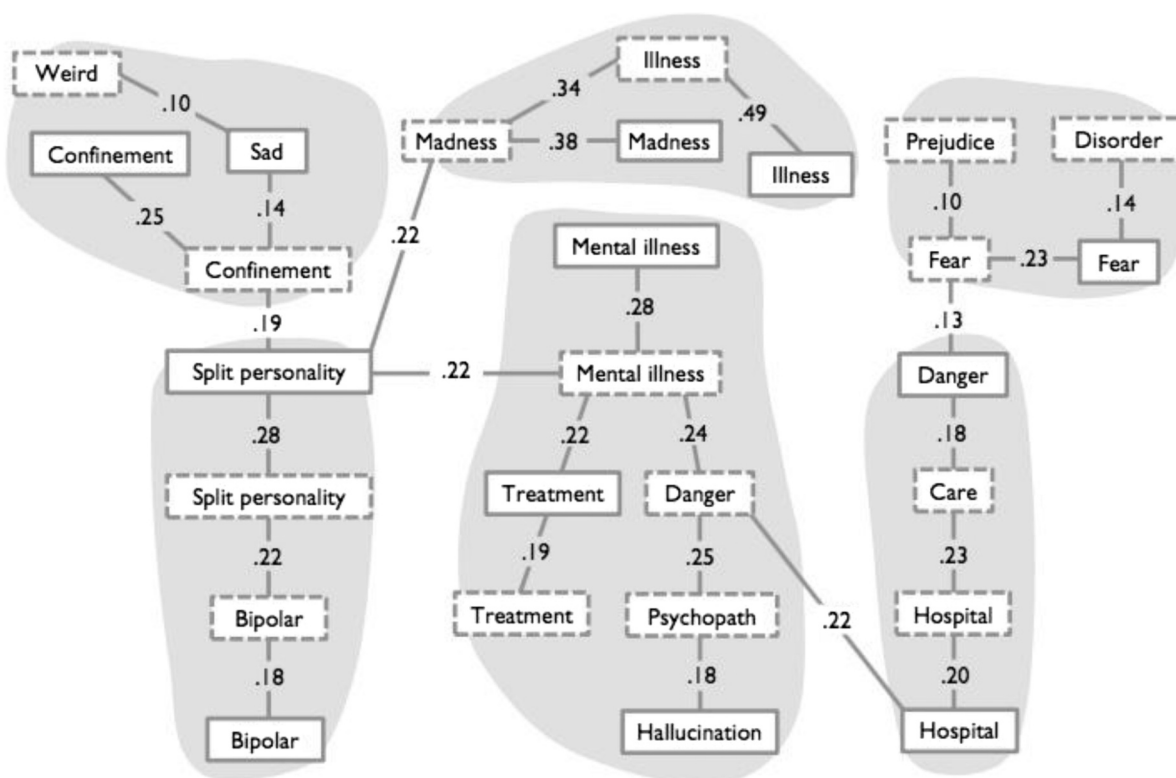 Weird
.10
Confinement
Sad
.25
.14
Confinement
.19
Split personality
.28
Split personality
.22
Bipolar
.18
Bipolar
.22
.22
Madness
.34
Illness
.38
Madness
.49
Illness
Mental illness
.28
Mental illness
.22
.24
Treatment
Danger
.19
.25
Treatment
Psychopath
.18
Hallucination
.22
Prejudice
Disorder
.10
.14
Fear
.23
Fear
.13
Danger
.18
Care
.23
Hospital
.20
Hospital